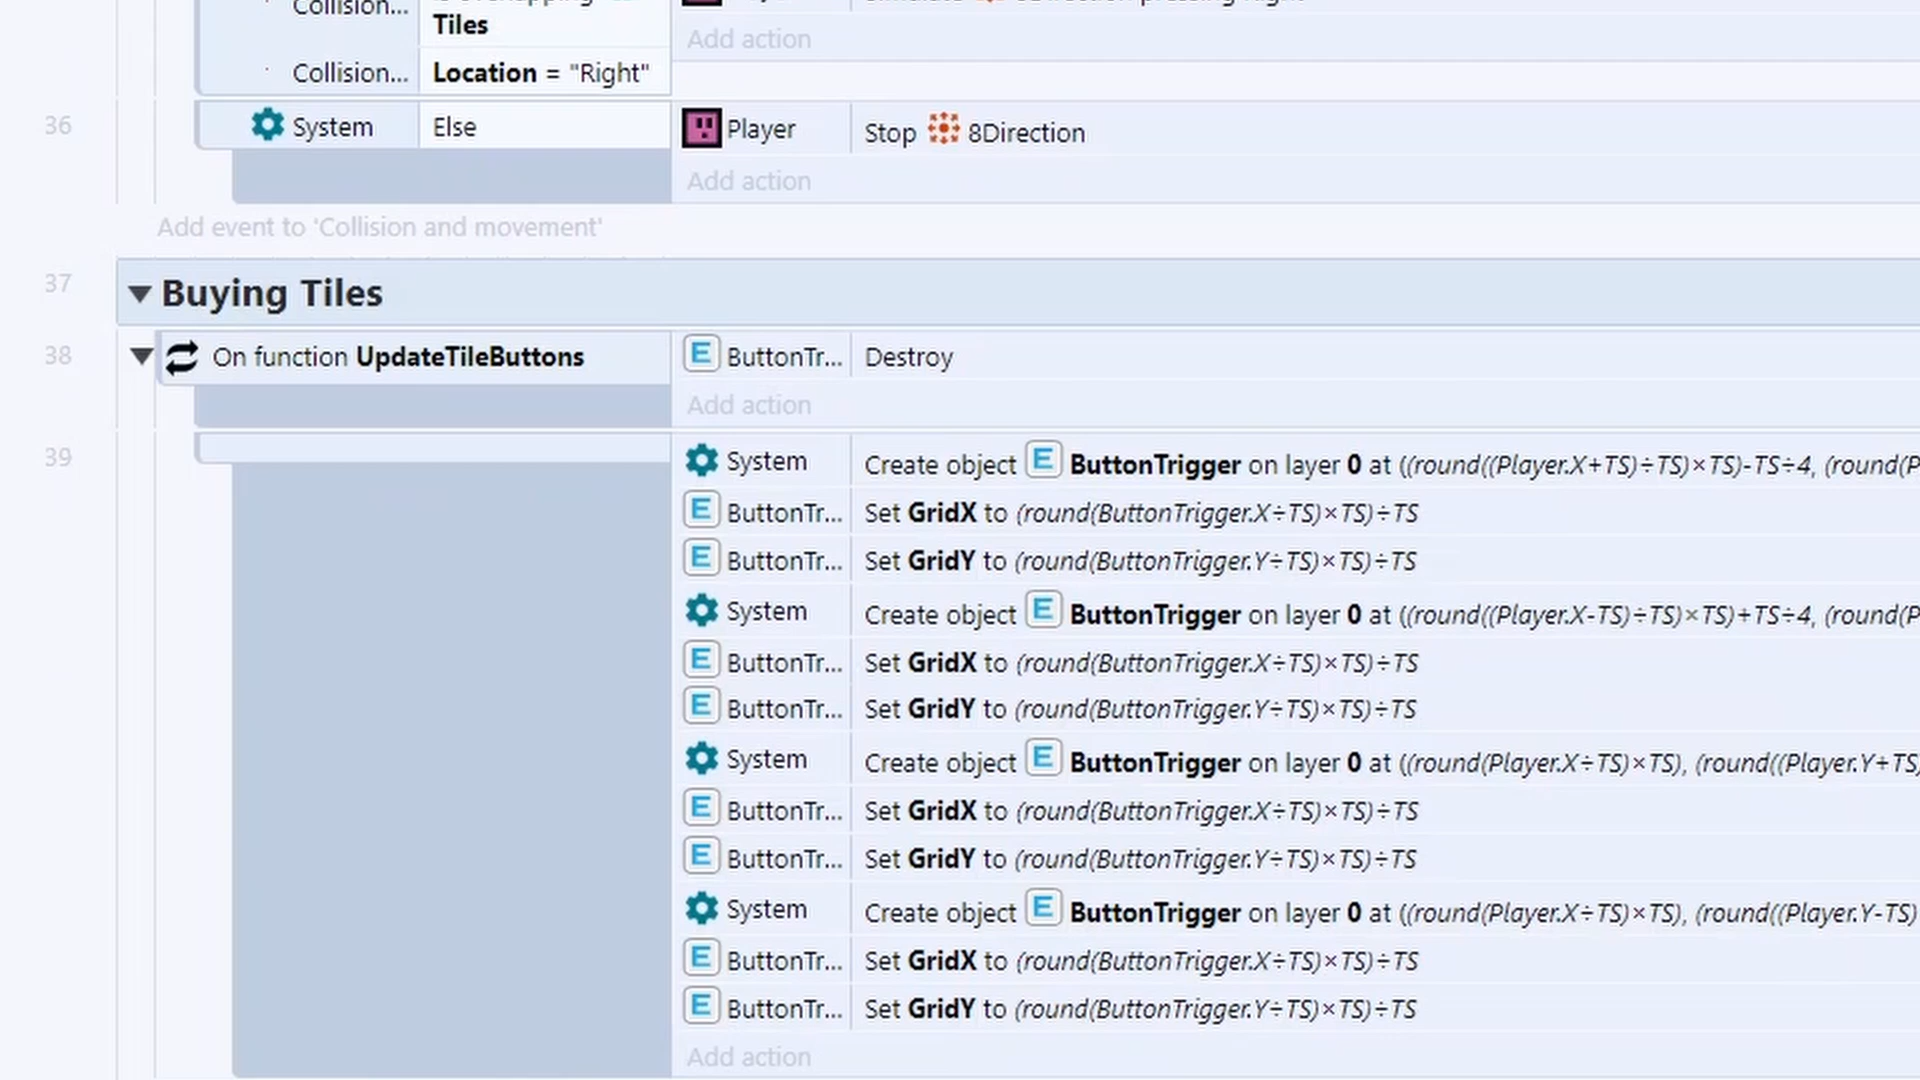 Collision...
Tiles
Add action
Collision... Location = "Right"
36 System Else Player Stop 8Direction
Add action
Add event to 'Collision and movement'
37 Buying Tiles
38 On function UpdateTileButtons E ButtonTr... Destroy
Add action
39 System Create object E ButtonTrigger on layer 0 at ((round((Player.X+TS)÷TS)×TS)-TS÷4, (round(P
E ButtonTr... Set GridX to (round(ButtonTrigger.X÷TS)×TS)÷TS
E ButtonTr... Set GridY to (round(ButtonTrigger.Y÷TS)×TS)÷TS
System Create object E ButtonTrigger on layer 0 at ((round((Player.X-TS)÷TS)×TS)+TS÷4, (round(P
E ButtonTr... Set GridX to (round(ButtonTrigger.X÷TS)×TS)÷TS
E ButtonTr... Set GridY to (round(ButtonTrigger.Y÷TS)×TS)÷TS
System Create object E ButtonTrigger on layer 0 at ((round(Player.X÷TS)×TS), (round((Player.Y+TS)
E ButtonTr... Set GridX to (round(ButtonTrigger.X÷TS)×TS)÷TS
E ButtonTr... Set GridY to (round(ButtonTrigger.Y÷TS)×TS)÷TS
System Create object E ButtonTrigger on layer 0 at ((round(Player.X÷TS)×TS), (round((Player.Y-TS)
E ButtonTr... Set GridX to (round(ButtonTrigger.X÷TS)×TS)÷TS
E ButtonTr... Set GridY to (round(ButtonTrigger.Y÷TS)×TS)÷TS
Add action